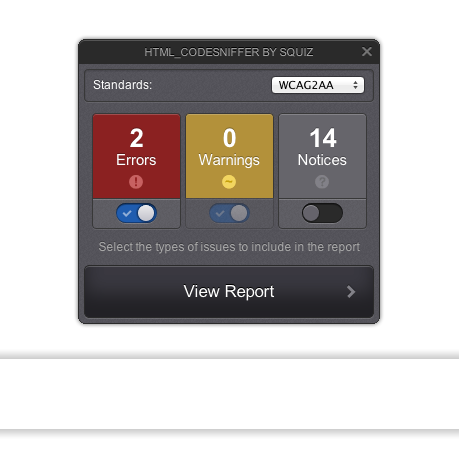 HTML_CODESNIFFER BY SQUIZ
Standards: WCAG2AA
2 0 14
Errors Warnings Notices
Select the types of issues to include in the report
View Report